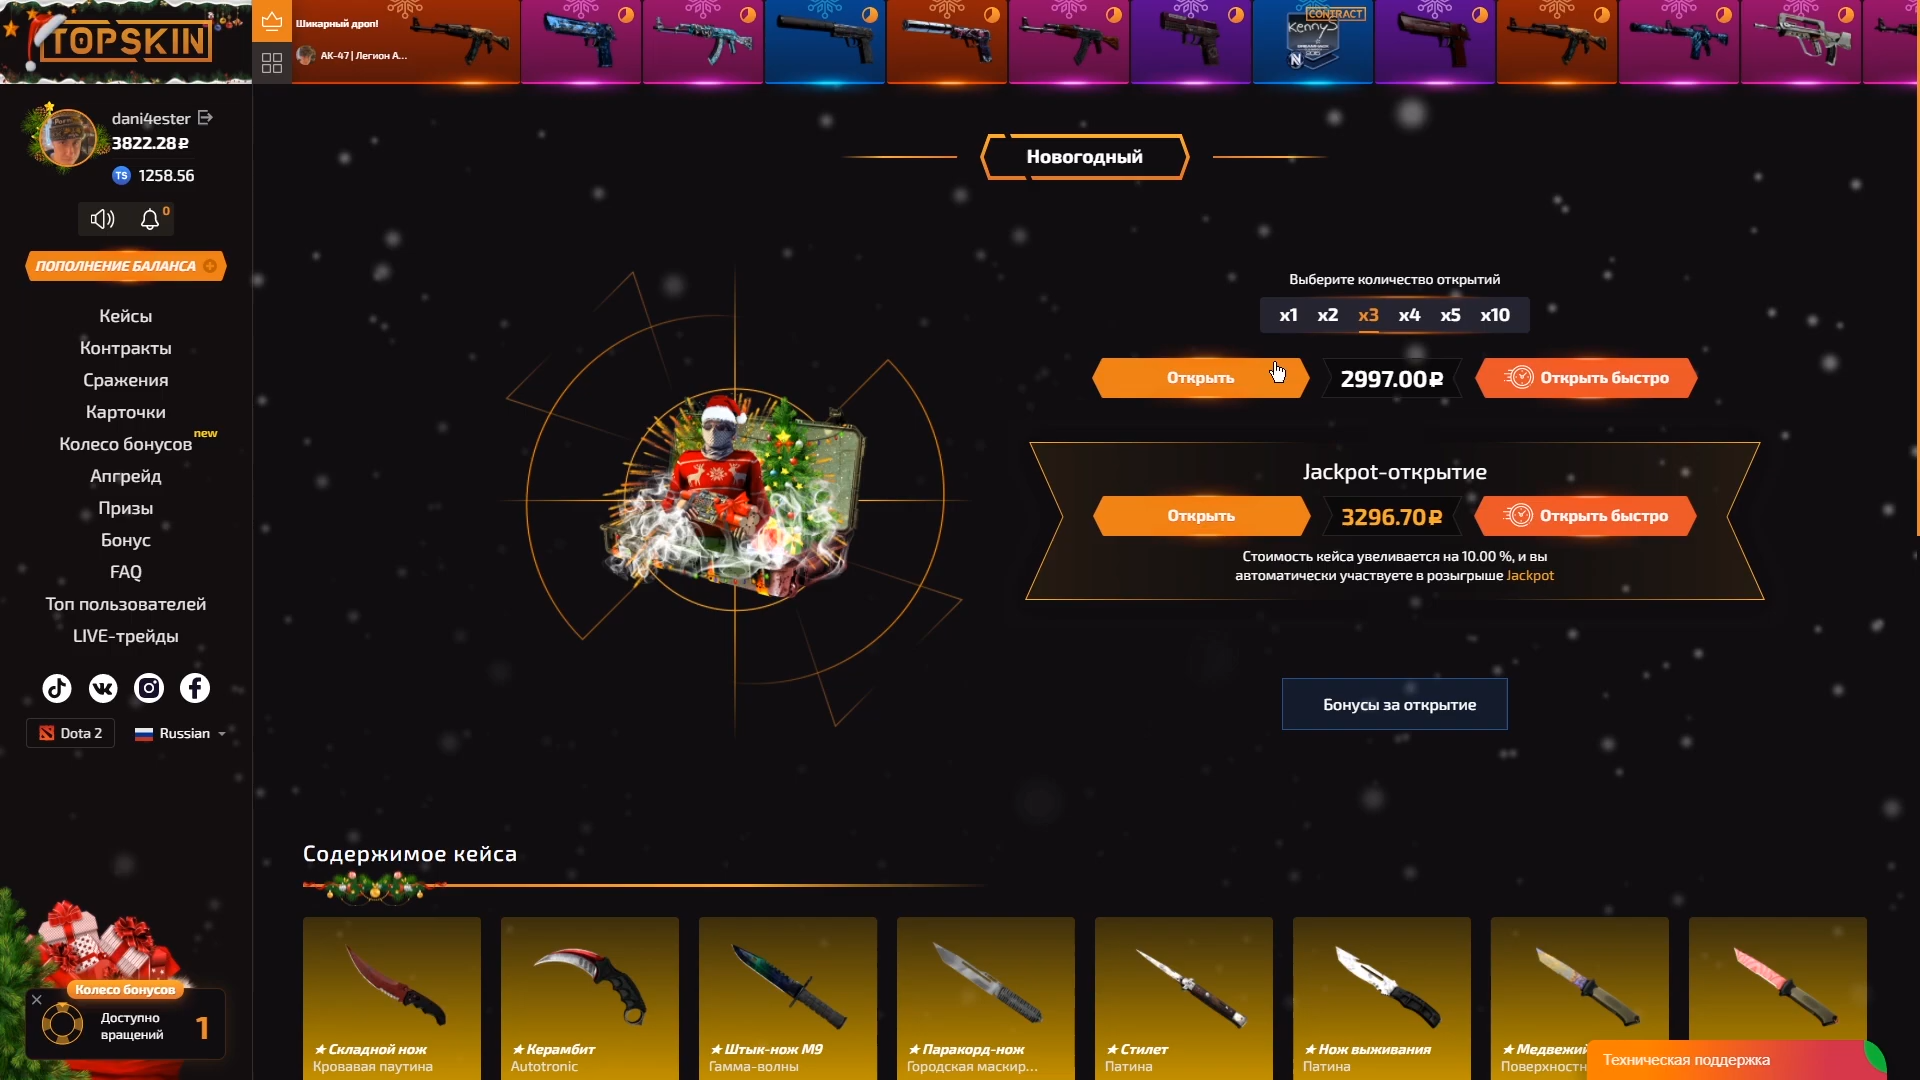 TOPSKIN
Шикарный дроп!
АК-47 | Легион А...
CONTRACT
KennyS
dani4ester
3822.28₽
TS 1258.56
0
ПОПОЛНЕНИЕ БАЛАНСА
Кейсы
Контракты
Сражения
Карточки
Колесо бонусов new
Апгрейд
Призы
Бонус
FAQ
Топ пользователей
LIVE-трейды
Dota 2
Russian
Колесо бонусов
Доступно
вращений
1
Новогодный
Выберите количество открытий
x1 x2 x3 x4 x5 x10
Открыть
2997.00₽
Открыть быстро
Jackpot-открытие
Открыть
3296.70₽
Открыть быстро
Стоимость кейса увеливается на 10.00 %, и вы
автоматически участвуете в розыгрыше Jackpot
Бонусы за открытие
Содержимое кейса
★ Складной нож
Кровавая паутина
★ Керамбит
Autotronic
★ Штык-нож M9
Гамма-волны
★ Паракорд-нож
Городская маскир...
★ Стилет
Патина
★ Нож выживания
Патина
★ Медвежий
Поверхностн
Техническая поддержка